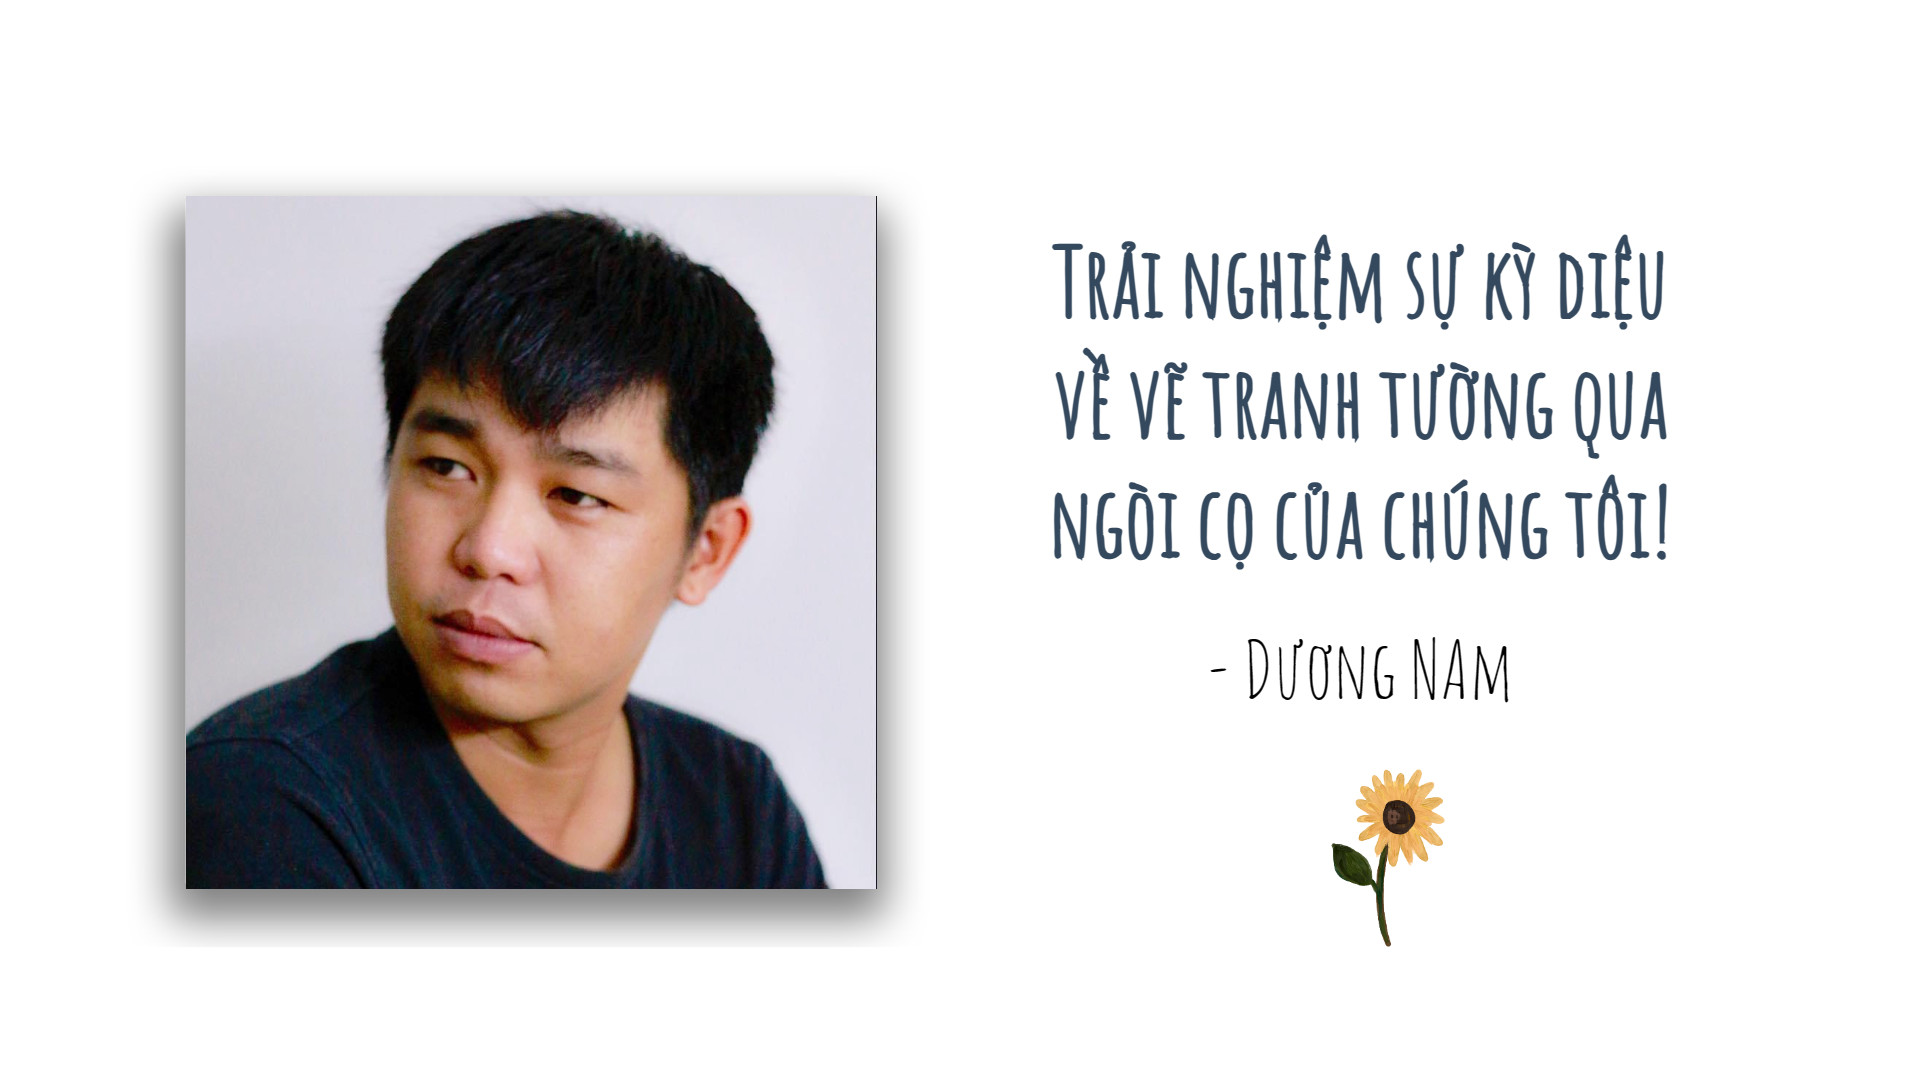 Trải nghiệm sự kỳ diệu
về vẽ tranh tường qua
ngòi cọ của chúng tôi!
- Dương NAm